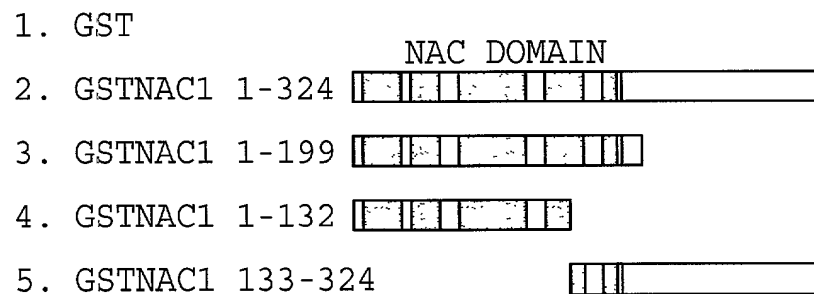 1. GST
NAC DOMAIN
2. GSTNAC1 1-324
3. GSTNAC1 1-199
4. GSTNAC1 1-132
5. GSTNAC1 133-324